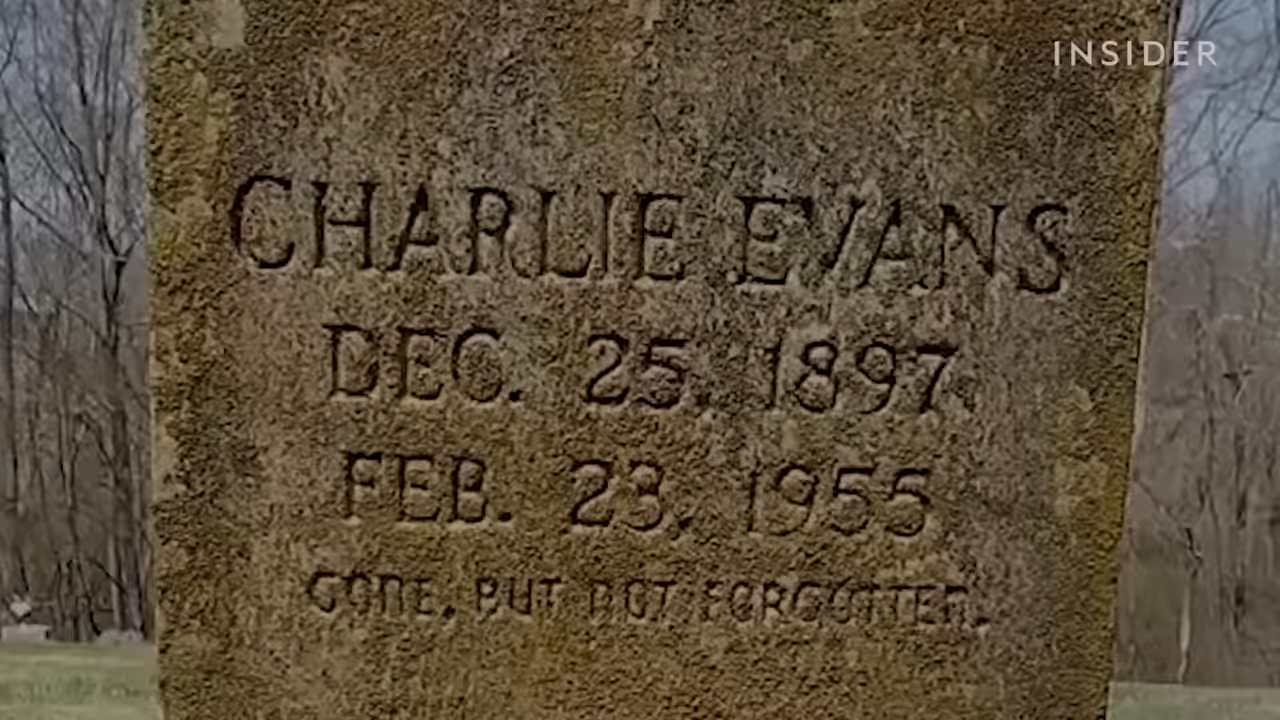 INSIDER
CHARLIE EVANS
DEC. 25, 1897
FEB. 23, 1955
GONE, BUT NOT FORGOTTEN.